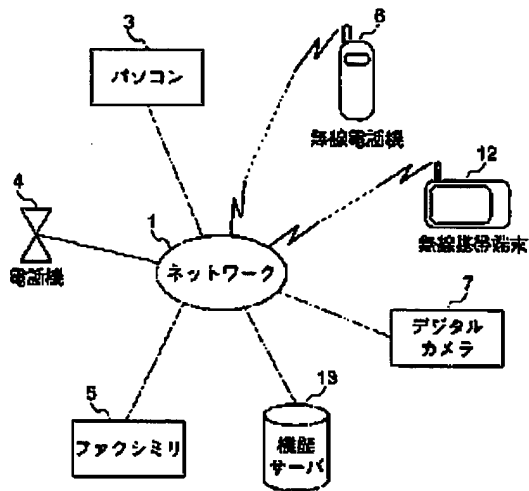 3
パソコン
6
無線電話機
12
無線携帯端末
4
電話機
1
ネットワーク
7
デジタル
カメラ
5
ファクシミリ
13
機歴
サーバ